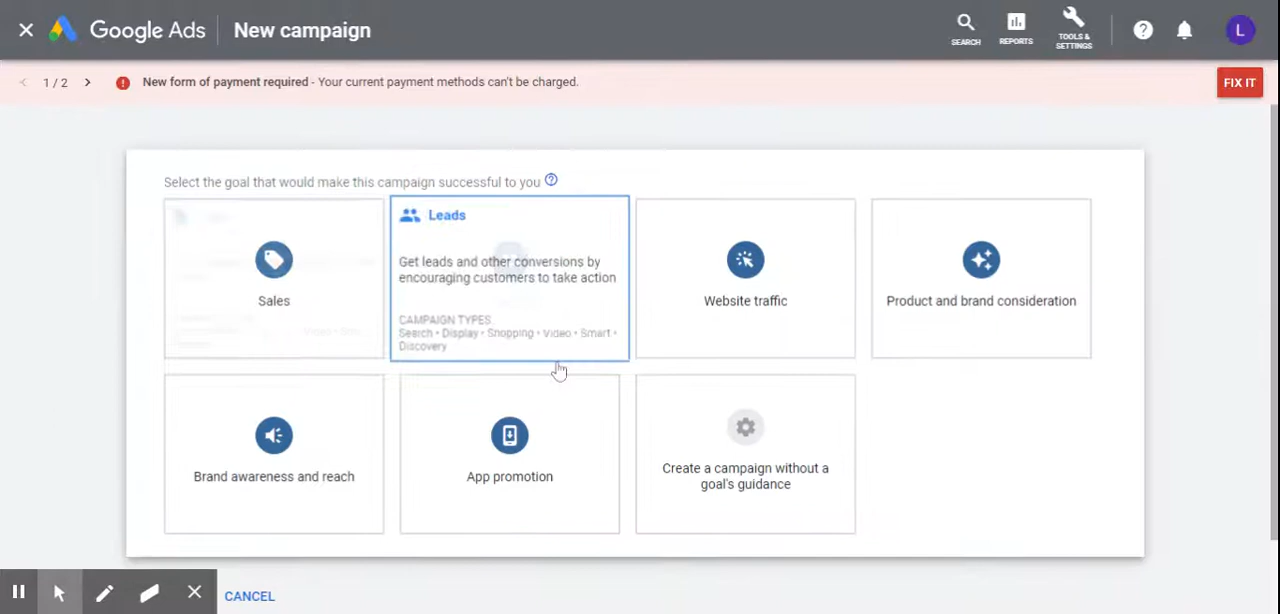 Google Ads
New campaign
SEARCH
REPORTS
TOOLS &
SETTINGS
L
1 / 2
New form of payment required - Your current payment methods can't be charged.
FIX IT
Select the goal that would make this campaign successful to you
Sales
Leads
Get leads and other conversions by
encouraging customers to take action
CAMPAIGN TYPES
Search • Display • Shopping • Video • Smart •
Discovery
Website traffic
Product and brand consideration
Brand awareness and reach
App promotion
Create a campaign without a
goal's guidance
CANCEL